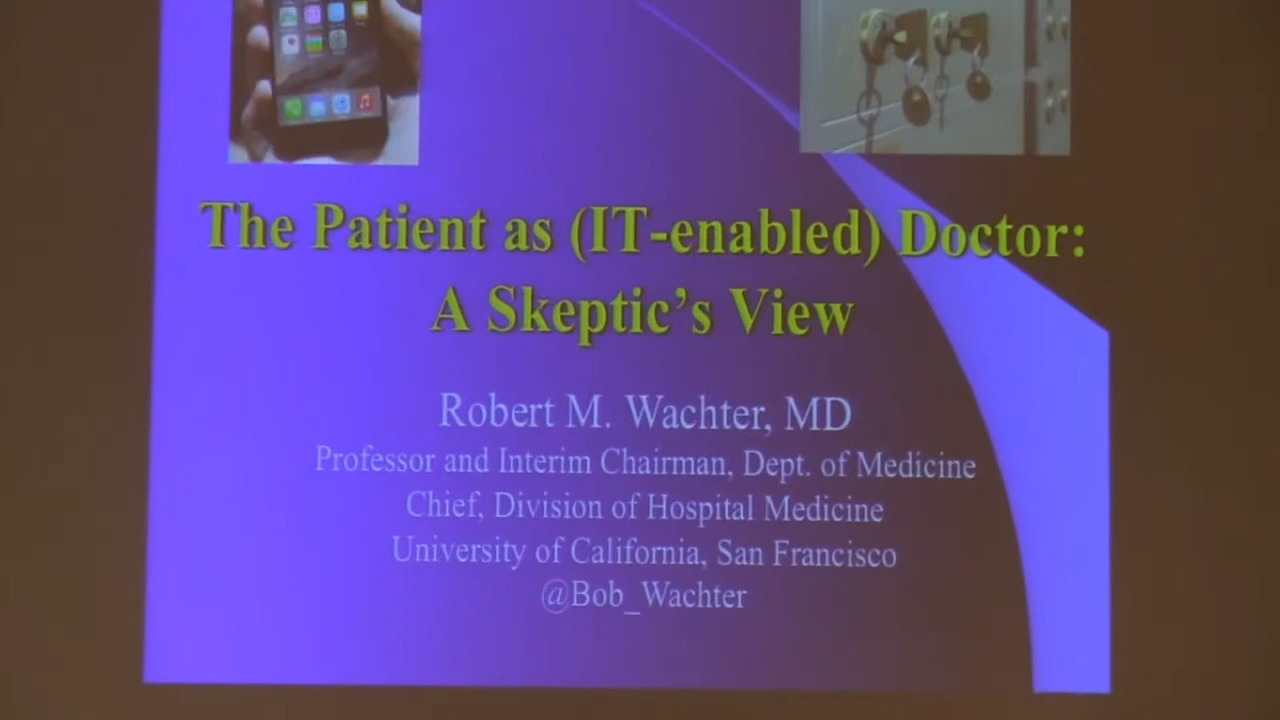 The Patient as (IT-enabled) Doctor:
A Skeptic's View
Robert M. Wachter, MD
Professor and Interim Chairman, Dept. of Medicine
Chief, Division of Hospital Medicine
University of California, San Francisco
@Bob_Wachter